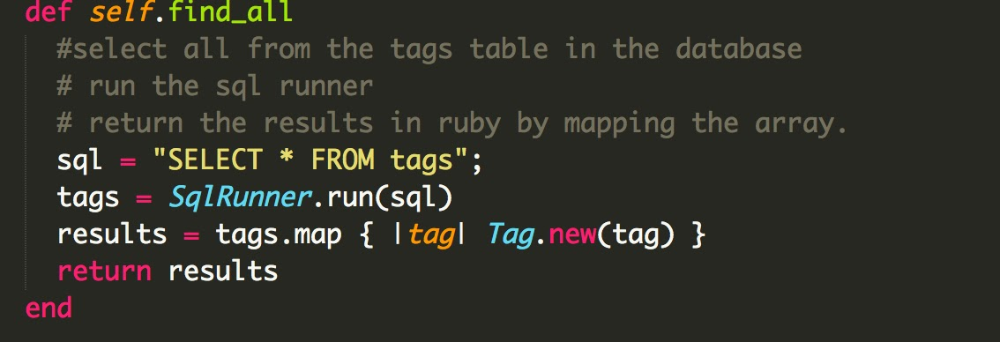 def self.find_all
#select all from the tags table in the database
# run the sql runner
# return the results in ruby by mapping the array.
sql = "SELECT * FROM tags";
tags = SqlRunner.run(sql)
results = tags.map { |tag| Tag.new(tag) }
return results
end